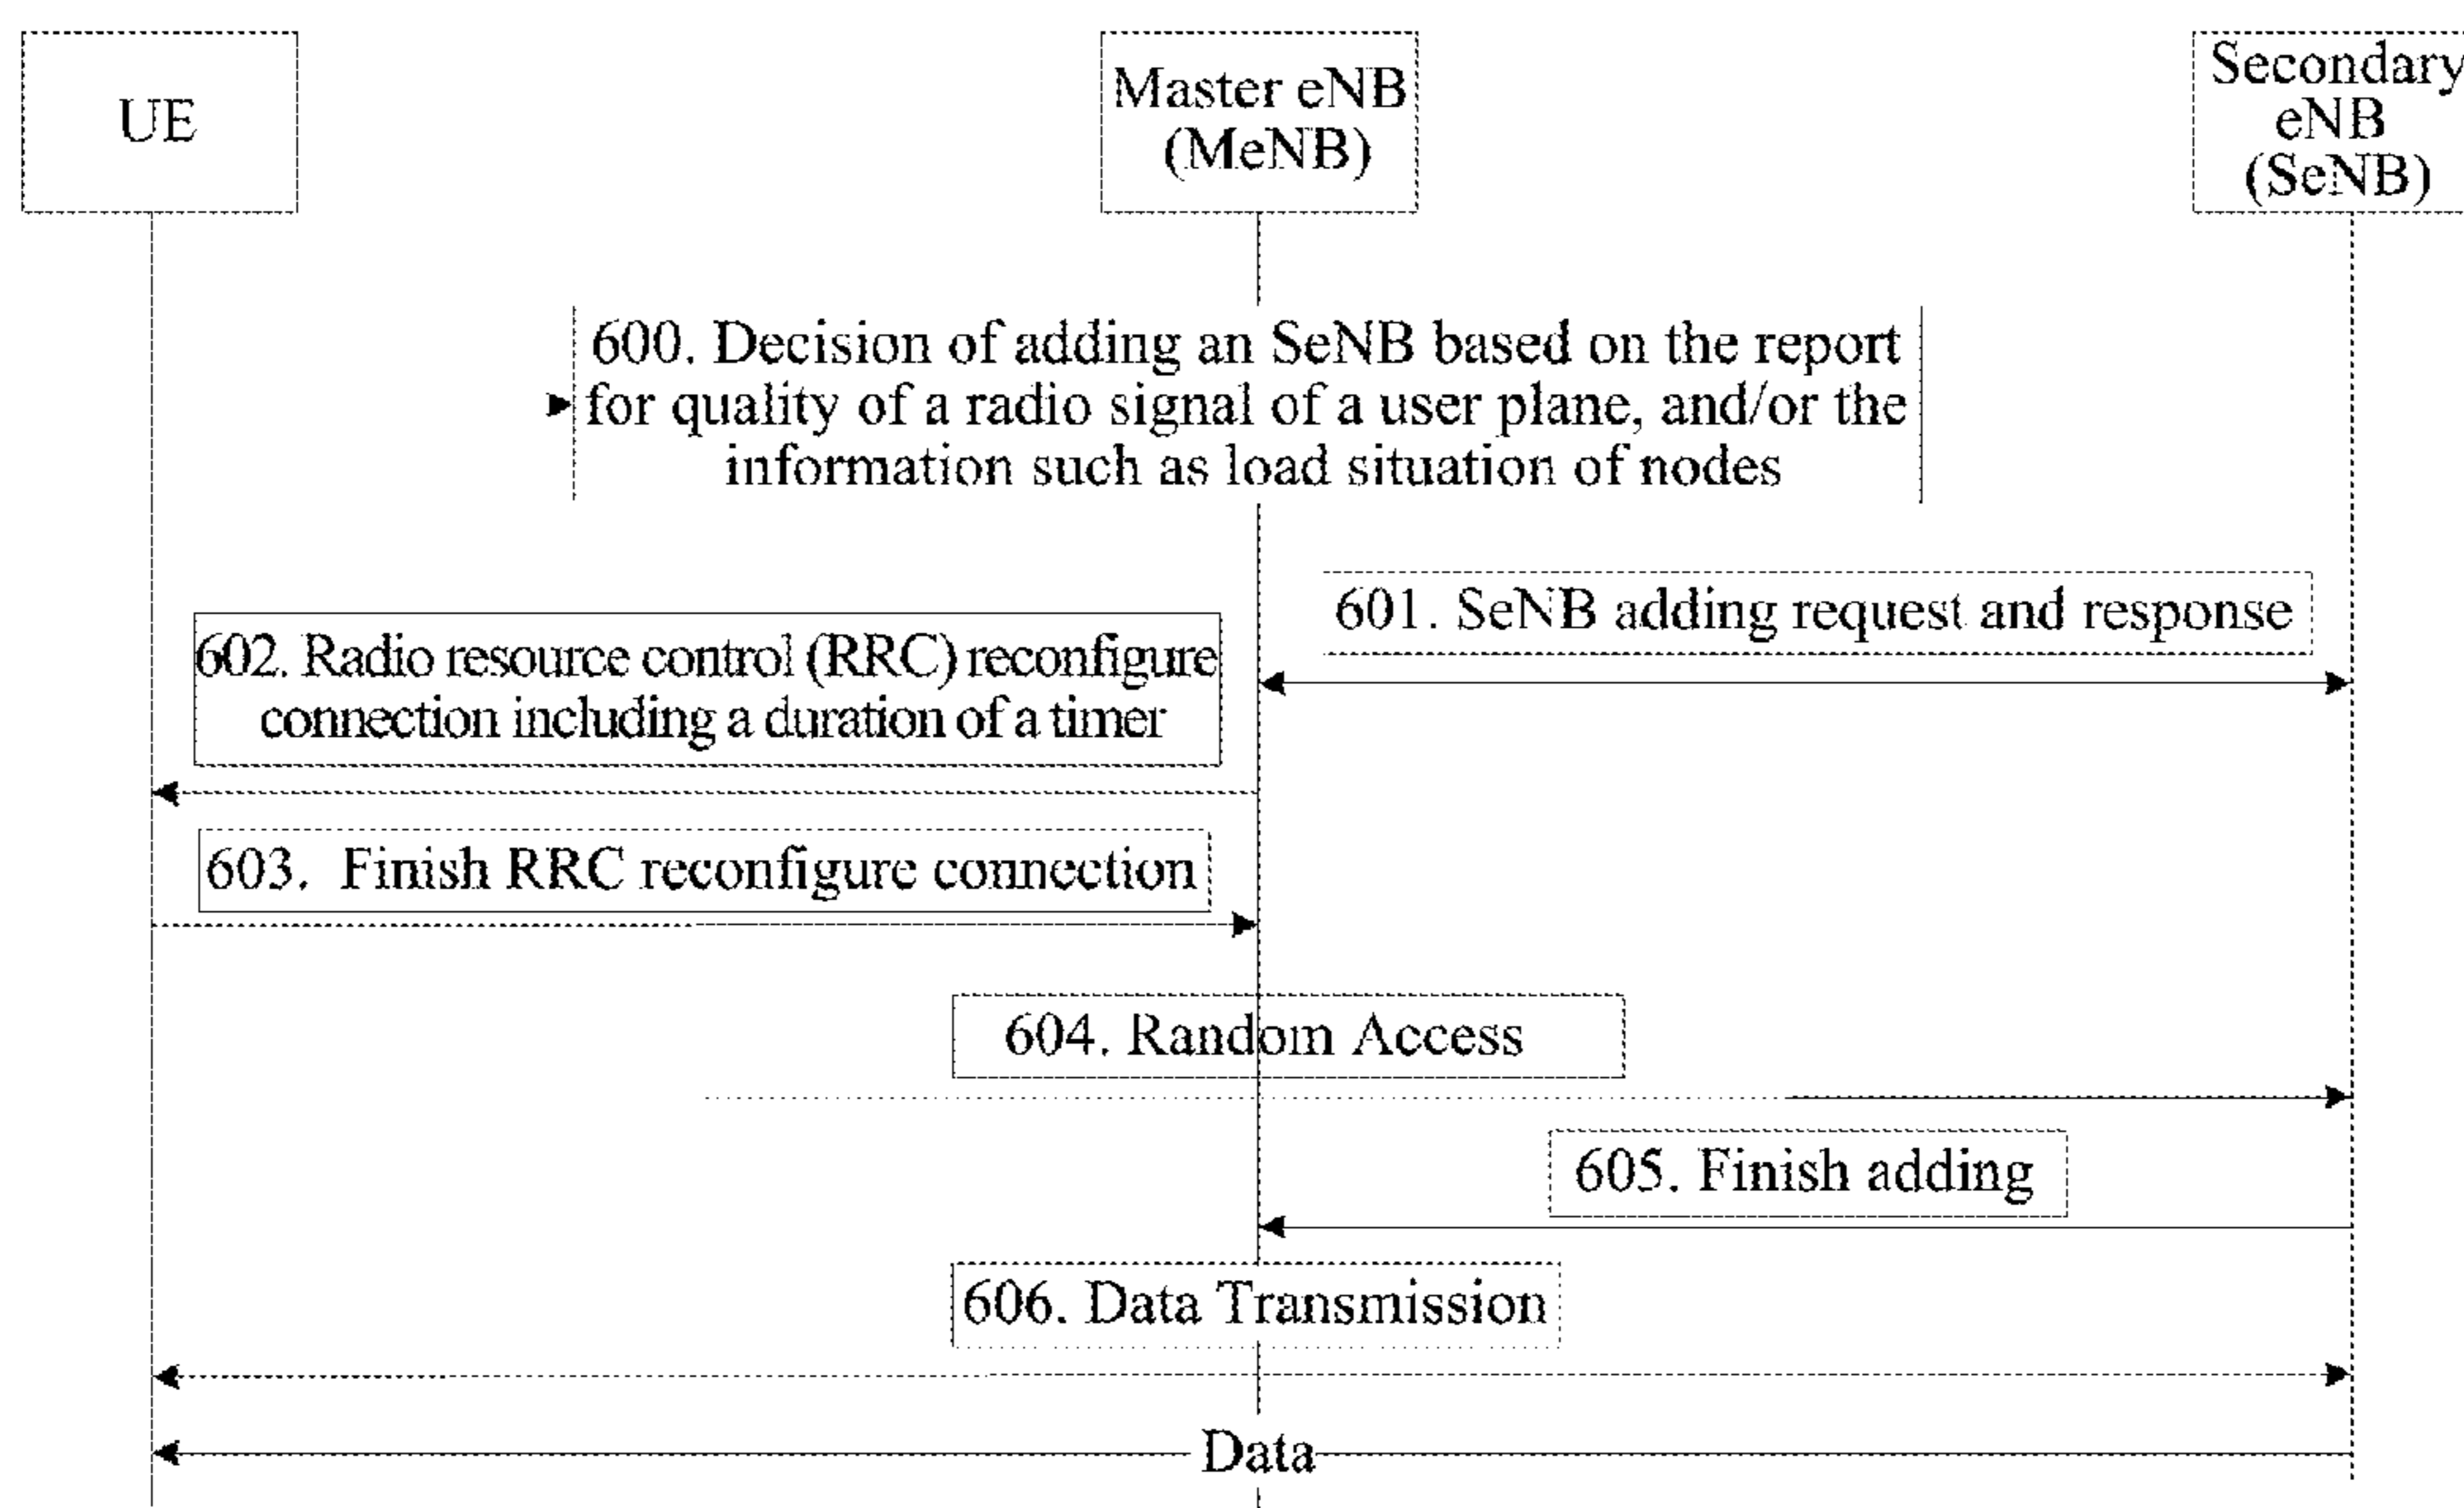 UE
Master eNB
(MeNB)
Secondary
eNB
(SeNB)
600. Decision of adding an SeNB based on the report
for quality of a radio signal of a user plane, and/or the
information such as load situation of nodes
601. SeNB adding request and response
602. Radio resource control (RRC) reconfigure
connection including a duration of a timer
603. Finish RRC reconfigure connection
604. Random Access
605. Finish adding
606. Data Transmission
Data